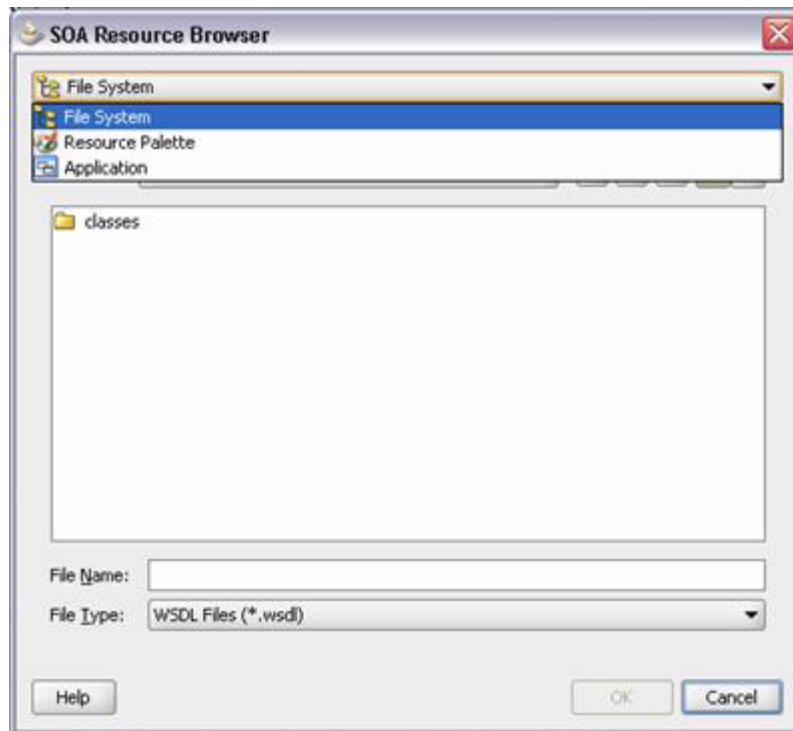 SOA Resource Browser
File System
File System
Resource Palette
Application
classes
File Name:
File Type: WSDL Files (*.wsdl)
Help OK Cancel